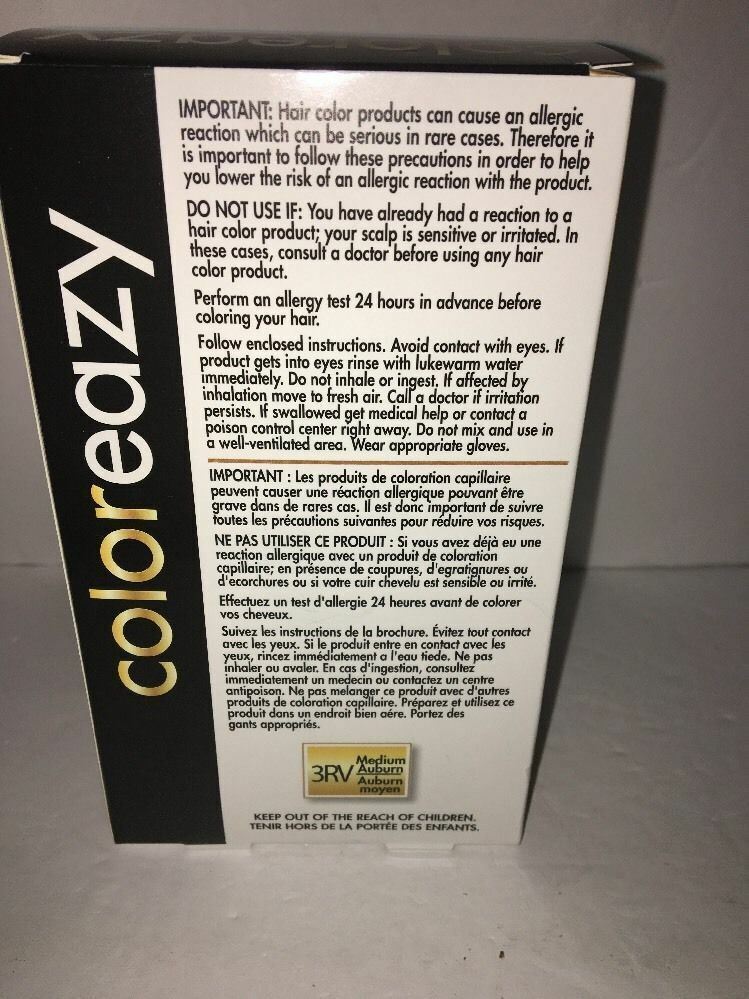 coloreazy
IMPORTANT: Hair color products can cause an allergic
reaction which can be serious in rare cases. Therefore it
is important to follow these precautions in order to help
you lower the risk of an allergic reaction with the product.
DO NOT USE IF: You have already had a reaction to a
hair color product; your scalp is sensitive or irritated. In
these cases, consult a doctor before using any hair
color product.
Perform an allergy test 24 hours in advance before
coloring your hair.
Follow enclosed instructions. Avoid contact with eyes. If
product gets into eyes rinse with lukewarm water
immediately. Do not inhale or ingest. If affected by
inhalation move to fresh air. Call a doctor if irritation
persists. If swallowed get medical help or contact a
poison control center right away. Do not mix and use in
a well-ventilated area. Wear appropriate gloves.
IMPORTANT : Les produits de coloration capillaire
peuvent causer une réaction allergique pouvant être
grave dans de rares cas. Il est donc important de suivre
toutes les précautions suivantes pour réduire vos risques.
NE PAS UTILISER CE PRODUIT : Si vous avez déjà eu une
reaction allergique avec un produit de coloration
capillaire; en présence de coupures, d'egratignures ou
d'ecorchures ou si votre cuir chevelu est sensible ou irrité.
Effectuez un test d'allergie 24 heures avant de colorer
vos cheveux.
Suivez les instructions de la brochure. Évitez tout contact
avec les yeux. Si le produit entre en contact avec les
yeux, rincez immédiatement a l'eau tiede. Ne pas
inhaler ou avaler. En cas d'ingestion, consultez
immediatement un medecin ou contactez un centre
antipoison. Ne pas melanger ce produit avec d'autres
produits de coloration capillaire. Préparez et utilisez ce
produit dans un endroit bien aére. Portez des
gants appropriés.
3RV Medium
Auburn
Auburn
moyen
KEEP OUT OF THE REACH OF CHILDREN.
TENIR HORS DE LA PORTÉE DES ENFANTS.